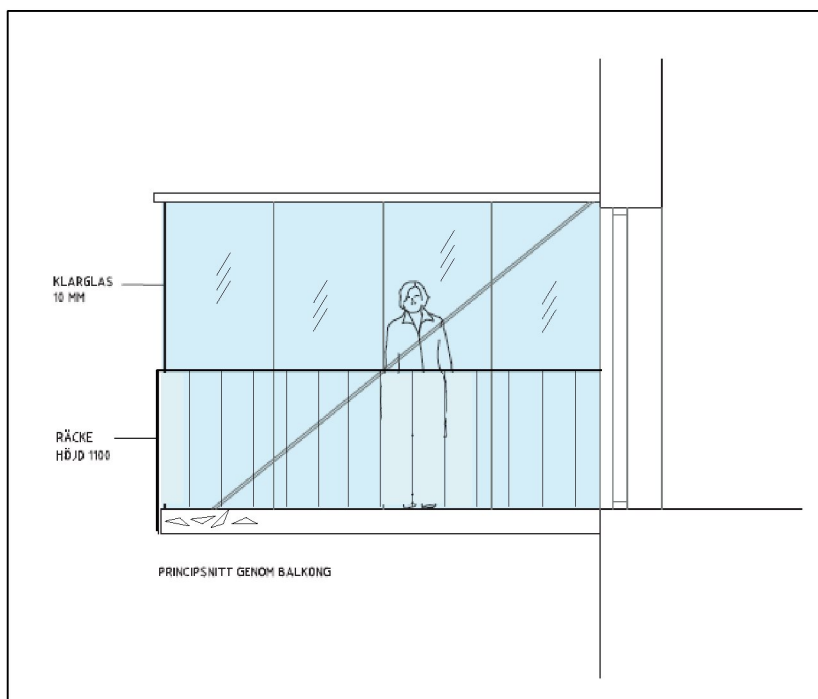 KLARGLAS
10 MM
RÄCKE
HÖJD 1100
PRINCIPSNITT GENOM BALKONG